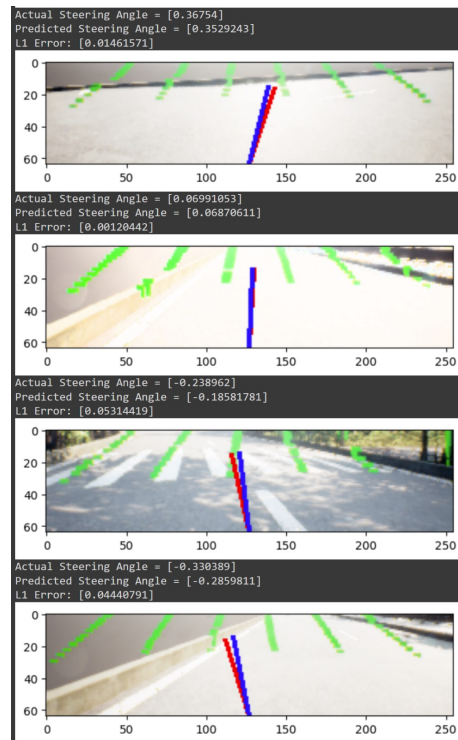 Actual Steering Angle = [0.36754]
Predicted Steering Angle = [0.3529243]
L1 Error: [0.01461571]
0
20
40
60
0 50 100 150 200 250
Actual Steering Angle = [0.06991053]
Predicted Steering Angle = [0.06870611]
L1 Error: [0.00120442]
0
20
40
60
0 50 100 150 200 250
Actual Steering Angle = [-0.238962]
Predicted Steering Angle = [-0.18581781]
L1 Error: [0.05314419]
0
20
40
60
0 50 100 150 200 250
Actual Steering Angle = [-0.330389]
Predicted Steering Angle = [-0.2859811]
L1 Error: [0.04440791]
0
20
40
60
0 50 100 150 200 250